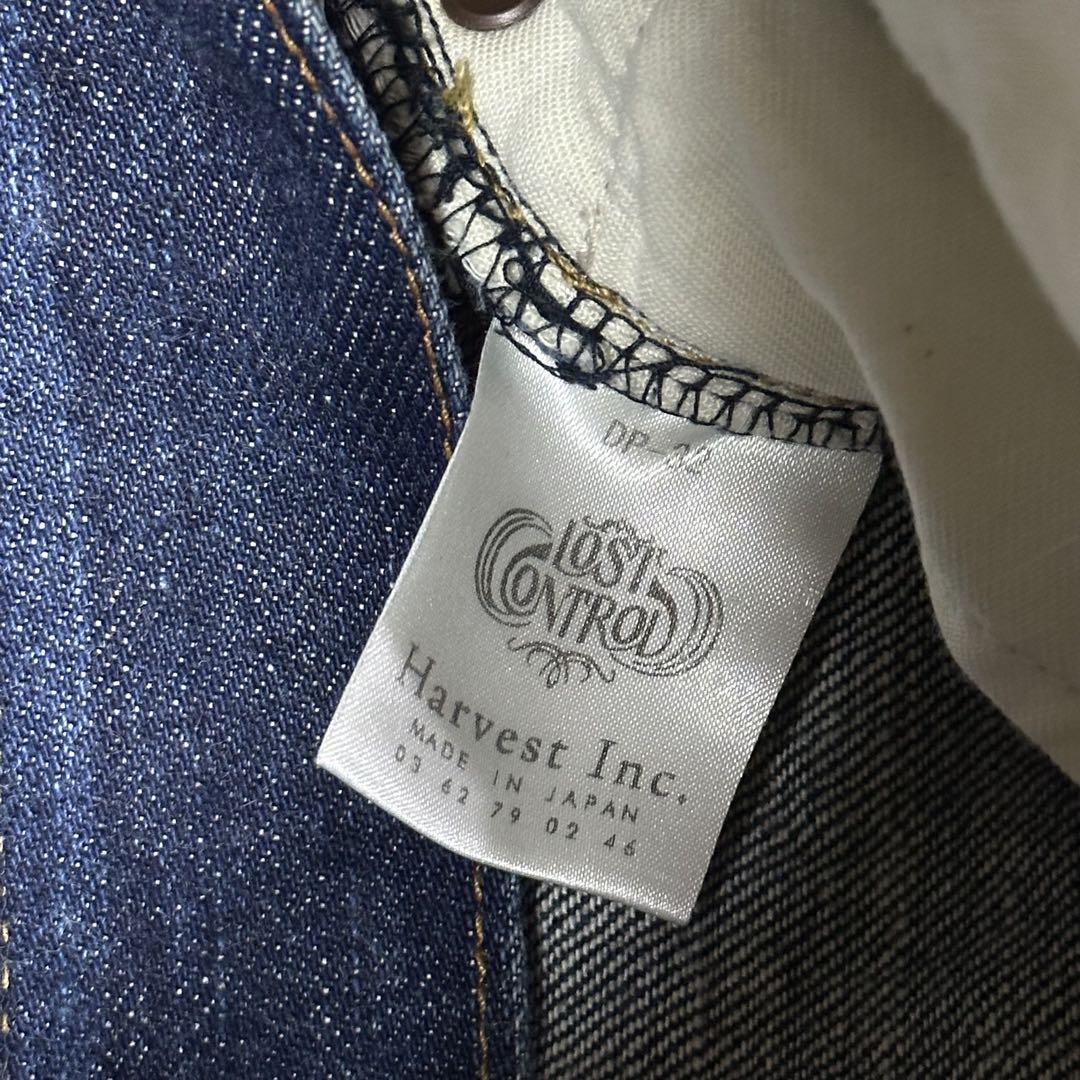 LOST
CONTROL
Harvest Inc.
MADE IN JAPAN
03 62 79 02 46